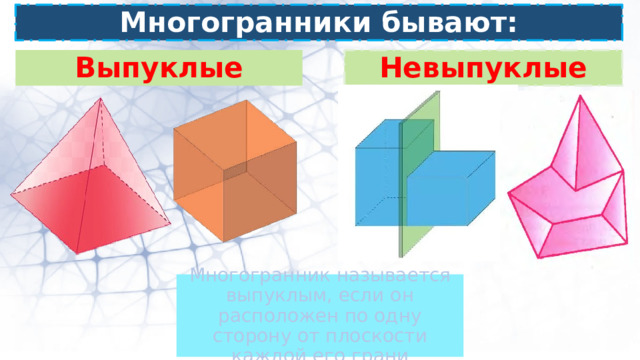 Многогранники бывают:
Выпуклые
Невыпуклые
Многогранник называется
выпуклым, если он
расположен по одну
сторону от плоскости
каждой его грани